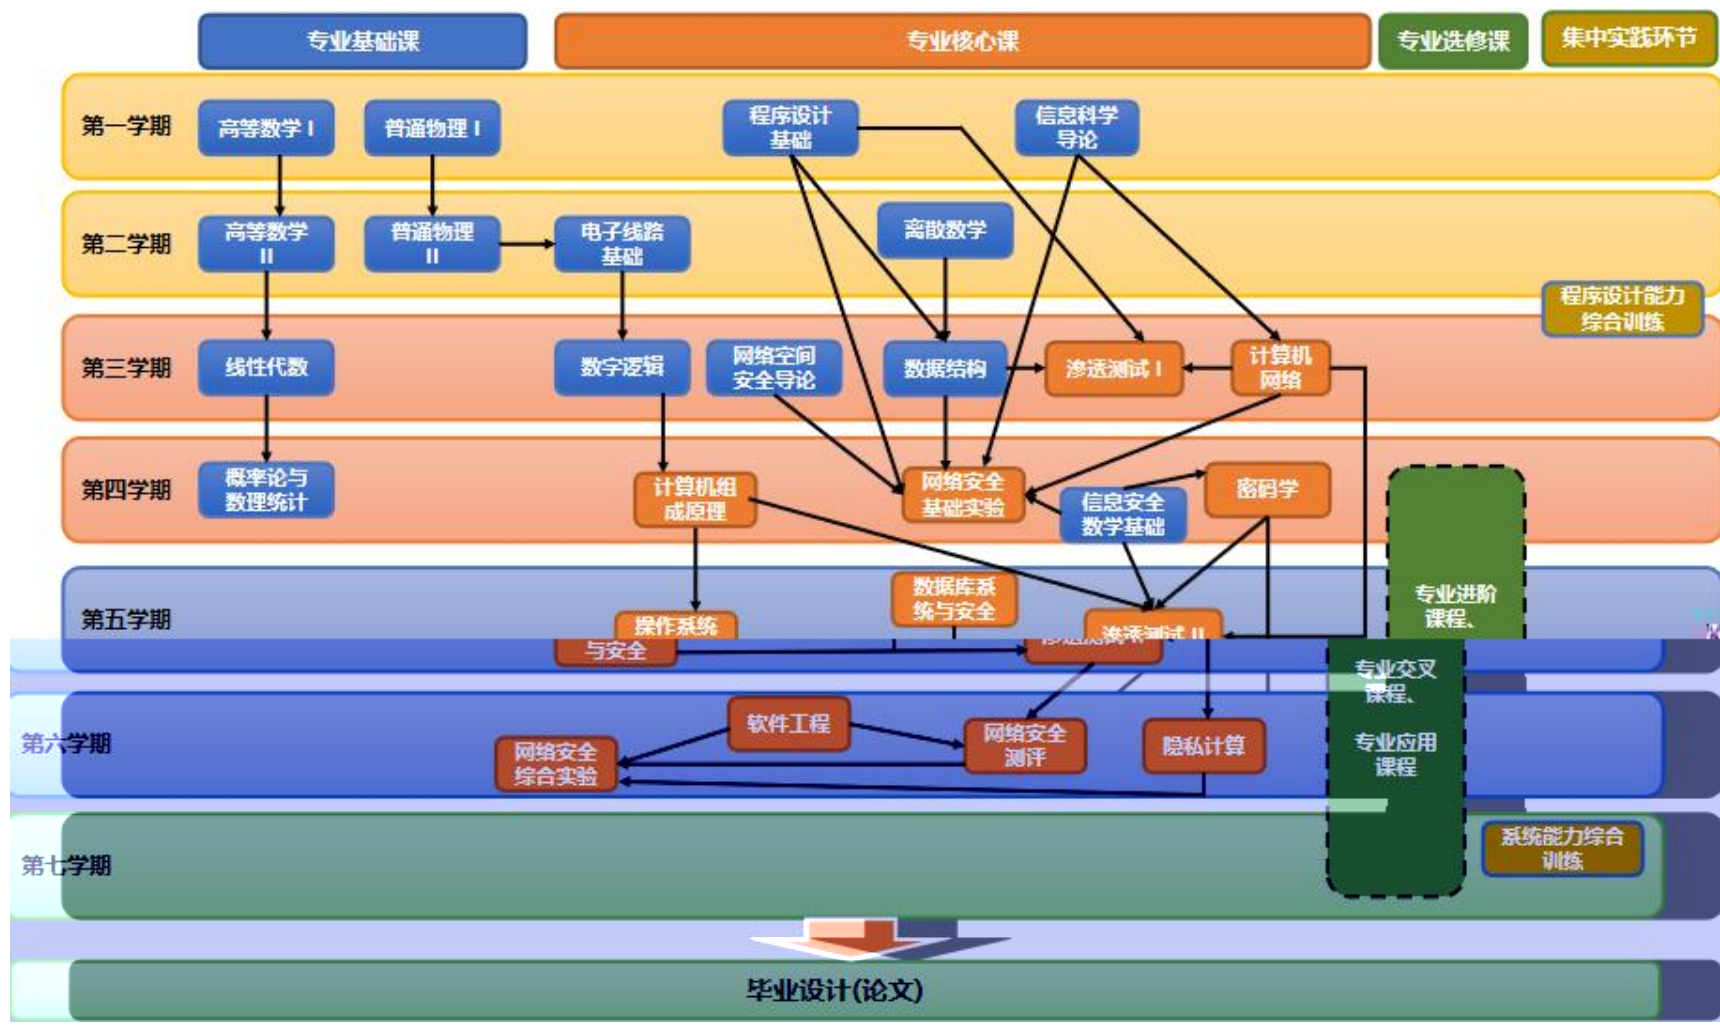 专业基础课
专业核心课
专业选修课
集中实践环节
第一学期
高等数学 I
普通物理 I
程序设计
基础
信息科学
导论
第二学期
高等数学
II
普通物理
II
电子线路
基础
离散数学
程序设计能力
综合训练
第三学期
线性代数
数字逻辑
网络空间
安全导论
数据结构
渗透测试 I
计算机
网络
第四学期
概率论与
数理统计
计算机组
成原理
网络安全
基础实验
信息安全
数学基础
密码学
第五学期
操作系统
与安全
数据库系
统与安全
渗透测试 II
专业进阶
课程、
专业交叉
课程、
专业应用
课程
第六学期
网络安全
综合实验
软件工程
网络安全
测评
隐私计算
第七学期
系统能力综合
训练
毕业设计(论文)